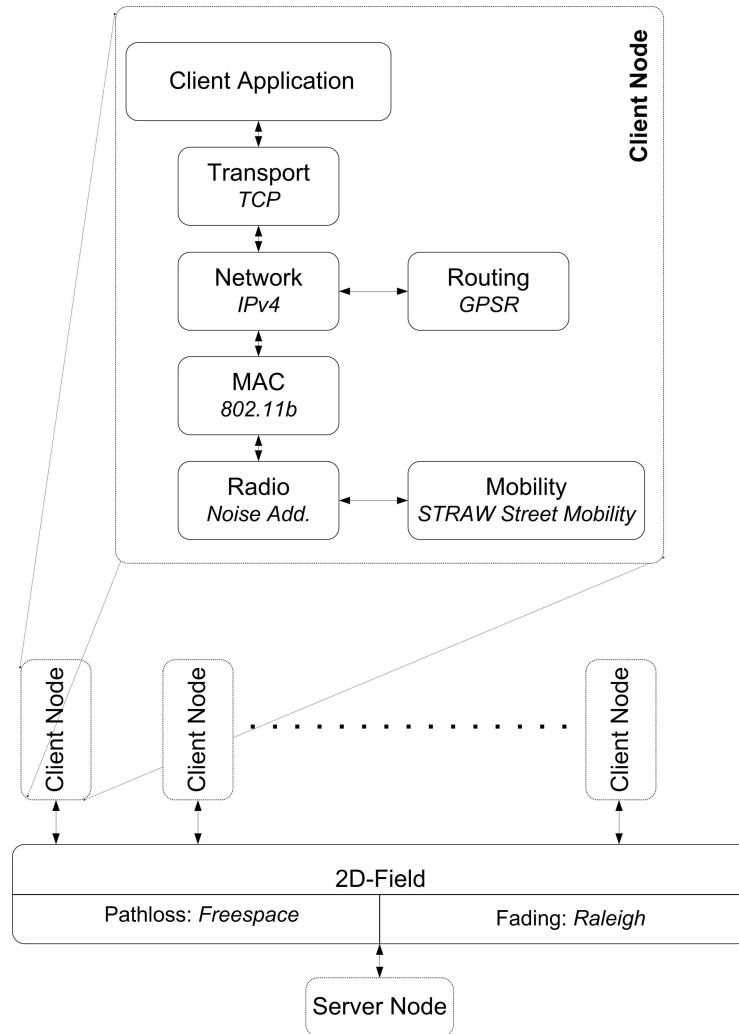 Client Node
Client Application
Transport
TCP
Network
IPv4
Routing
GPSR
MAC
802.11b
Radio
Noise Add.
Mobility
STRAW Street Mobility
Client Node
Client Node
Client Node
2D-Field
Pathloss: Freespace
Fading: Raleigh
Server Node